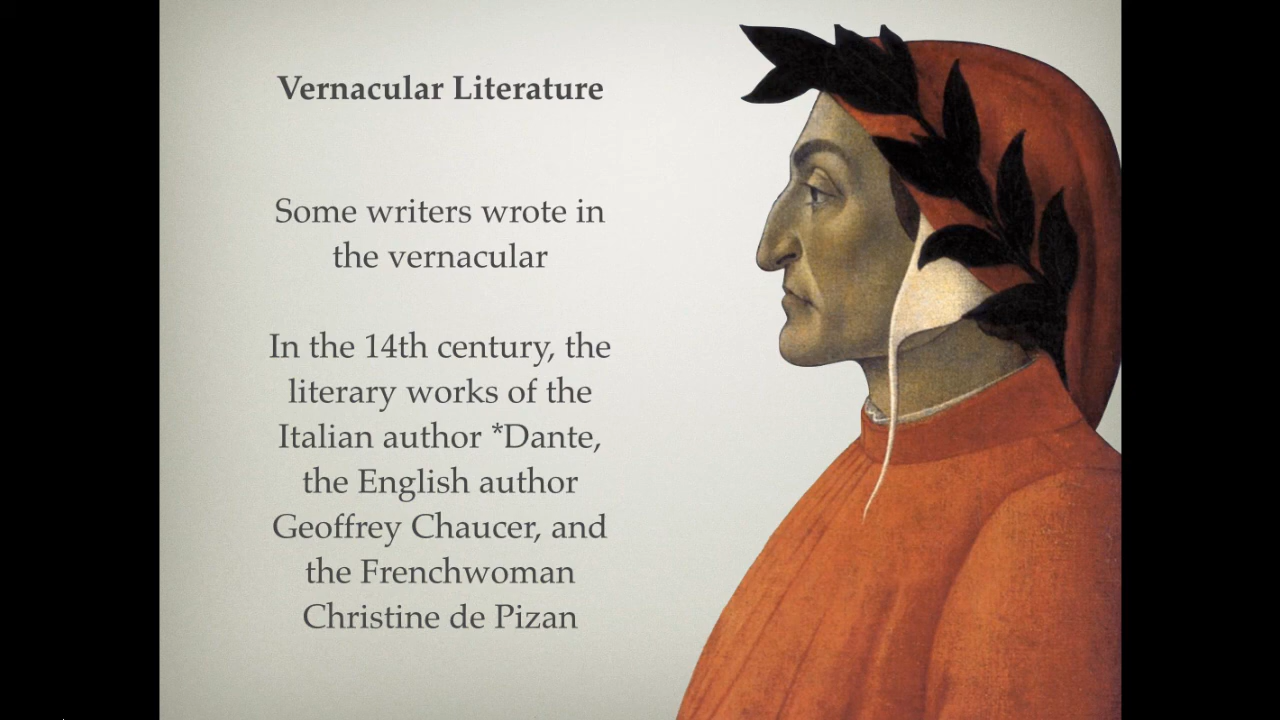 Vernacular Literature
Some writers wrote in
the vernacular
In the 14th century, the
literary works of the
Italian author *Dante,
the English author
Geoffrey Chaucer, and
the Frenchwoman
Christine de Pizan